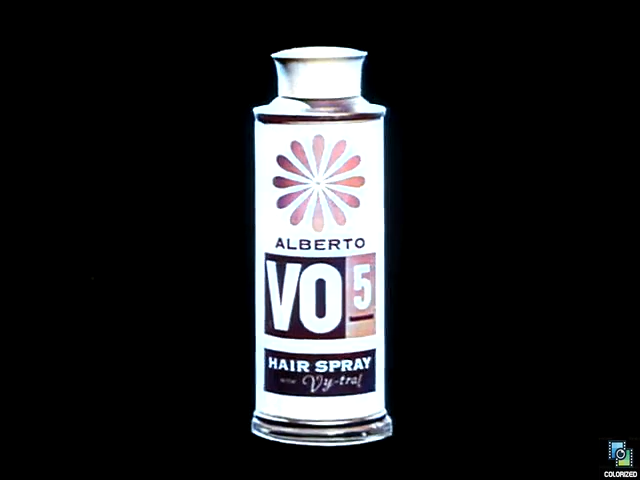 ALBERTO
VO5
HAIR SPRAY
WITH Vy-tral
COLORIZED